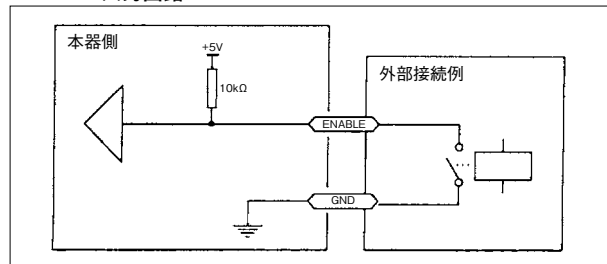 本器側
外部接続例
+5V
10kΩ
ENABLE
GND